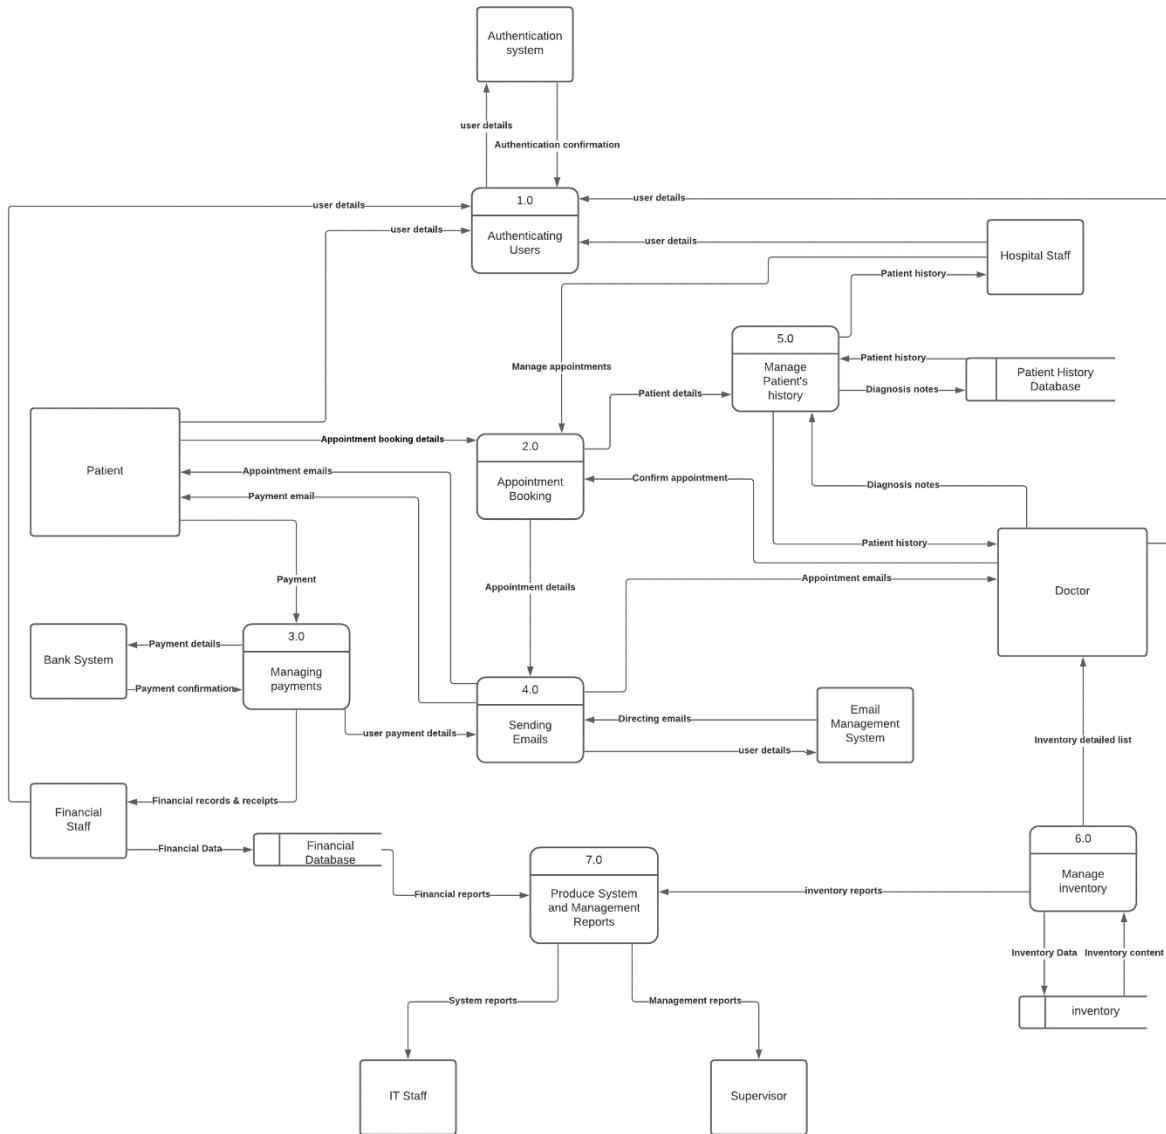 Authentication
system
user details
Authentication confirmation
1.0
Authenticating
Users
user details
user details
user details
user details
Hospital Staff
Patient history
Manage appointments
5.0
Manage
Patient's
history
Patient history
Diagnosis notes
Patient History
Database
Patient details
Patient
Appointment booking details
Appointment emails
Payment email
2.0
Appointment
Booking
Confirm appointment
Diagnosis notes
Patient history
Appointment emails
Doctor
Payment
Appointment details
Bank System
Payment details
Payment confirmation
3.0
Managing
payments
user payment details
4.0
Sending
Emails
Directing emails
user details
Email
Management
System
Inventory detailed list
Financial
Staff
Financial records & receipts
Financial Data
Financial
Database
Financial reports
7.0
Produce System
and Management
Reports
inventory reports
6.0
Manage
inventory
Inventory Data
Inventory content
inventory
System reports
Management reports
IT Staff
Supervisor